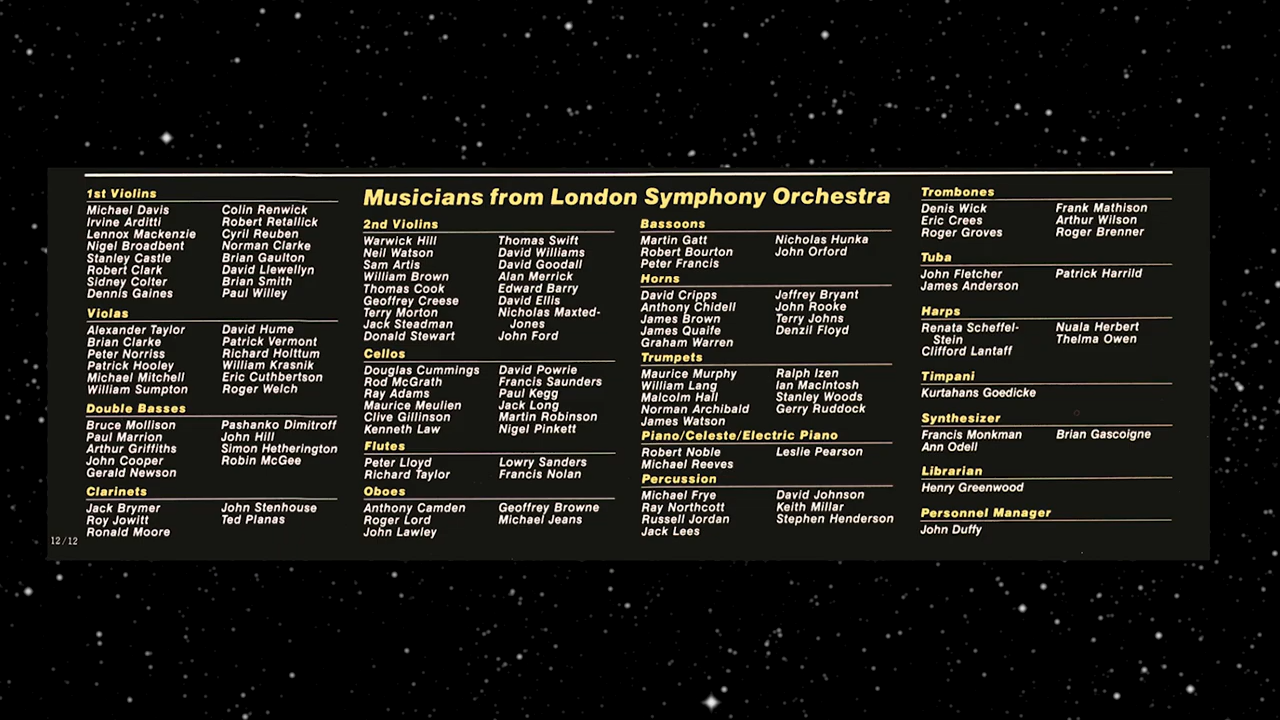 Musicians from London Symphony Orchestra
1st Violins
Michael Davis
Irvine Arditti
Lennox Mackenzie
Nigel Broadbent
Stanley Castle
Robert Clark
Sidney Colter
Dennis Gaines
Colin Renwick
Robert Retallick
Cyril Reuben
Norman Clarke
Brian Gaulton
David Llewellyn
Brian Smith
Paul Willey
Violas
Alexander Taylor
Brian Clarke
Peter Norriss
Patrick Hooley
Michael Mitchell
William Sumpton
David Hume
Patrick Vermont
Richard Holttum
William Krasnik
Eric Cuthbertson
Roger Welch
Double Basses
Bruce Mollison
Paul Marrion
Arthur Griffiths
John Cooper
Gerald Newson
Pashanko Dimitroff
John Hill
Simon Hetherington
Robin McGee
Clarinets
Jack Brymer
Roy Jowitt
Ronald Moore
John Stenhouse
Ted Planas
2nd Violins
Warwick Hill
Neil Watson
Sam Artis
William Brown
Thomas Cook
Geoffrey Creese
Terry Morton
Jack Steadman
Donald Stewart
Thomas Swift
David Williams
David Goodall
Alan Merrick
Edward Barry
David Ellis
Nicholas Maxted-
Jones
John Ford
Cellos
Douglas Cummings
Rod McGrath
Ray Adams
Maurice Meulien
Clive Gillinson
Kenneth Law
David Powrie
Francis Saunders
Paul Kegg
Jack Long
Martin Robinson
Nigel Pinkett
Flutes
Peter Lloyd
Richard Taylor
Lowry Sanders
Francis Nolan
Oboes
Anthony Camden
Roger Lord
John Lawley
Geoffrey Browne
Michael Jeans
Bassoons
Martin Gatt
Robert Bourton
Peter Francis
Nicholas Hunka
John Orford
Horns
David Cripps
Anthony Chidell
James Brown
James Quaife
Graham Warren
Jeffrey Bryant
John Rooke
Terry Johns
Denzil Floyd
Trumpets
Maurice Murphy
William Lang
Malcolm Hall
Norman Archibald
James Watson
Ralph Izen
Ian MacIntosh
Stanley Woods
Gerry Ruddock
Piano/Celeste/Electric Piano
Robert Noble
Michael Reeves
Leslie Pearson
Percussion
Michael Frye
Ray Northcott
Russell Jordan
Jack Lees
David Johnson
Keith Millar
Stephen Henderson
Trombones
Denis Wick
Eric Crees
Roger Groves
Frank Mathison
Arthur Wilson
Roger Brenner
Tuba
John Fletcher
James Anderson
Patrick Harrild
Harps
Renata Scheffel-
Stein
Clifford Lantaff
Nuala Herbert
Thelma Owen
Timpani
Kurtahans Goedicke
Synthesizer
Francis Monkman
Ann Odell
Brian Gascoigne
Librarian
Henry Greenwood
Personnel Manager
John Duffy
12/12